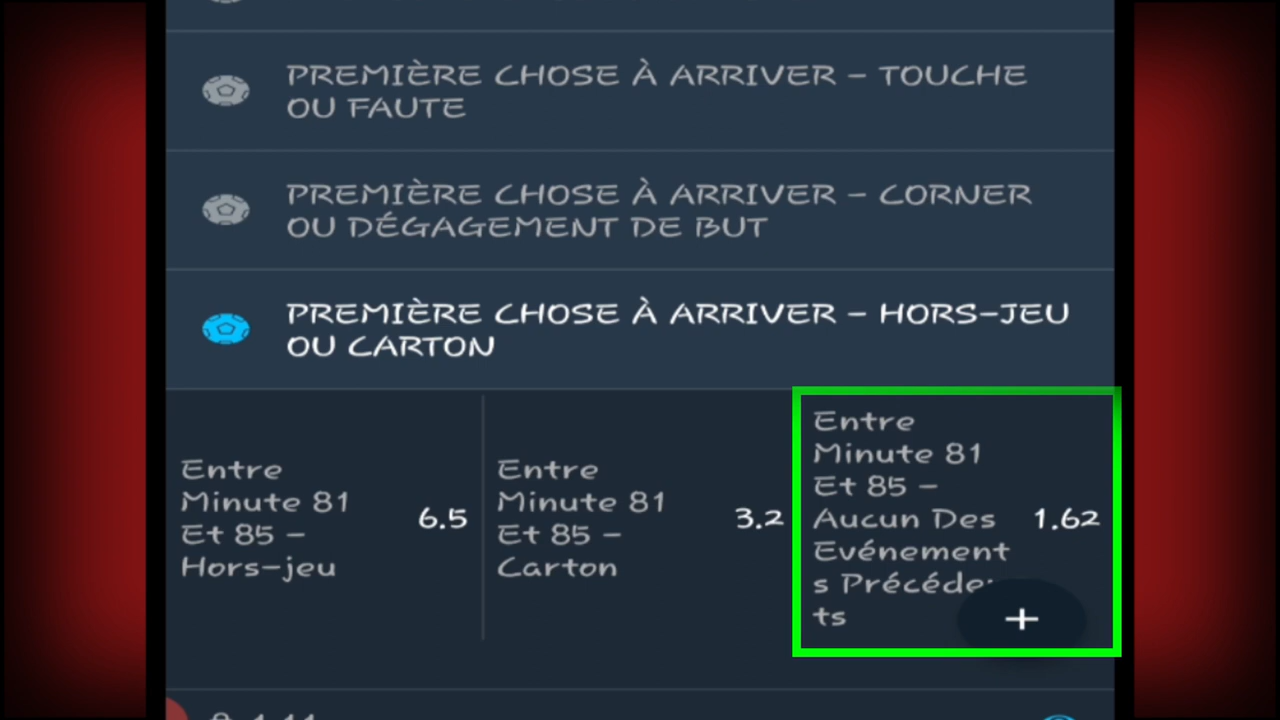 PREMIÈRE CHOSE À ARRIVER – TOUCHE
OU FAUTE
PREMIÈRE CHOSE À ARRIVER – CORNER
OU DÉGAGEMENT DE BUT
PREMIÈRE CHOSE À ARRIVER – HORS-JEU
OU CARTON
Entre
Minute 81
Et 85 –
Hors-jeu
6.5
Entre
Minute 81
Et 85 –
Carton
3.2
Entre
Minute 81
Et 85 –
Aucun Des
Evénement
s
ts
1.62
+